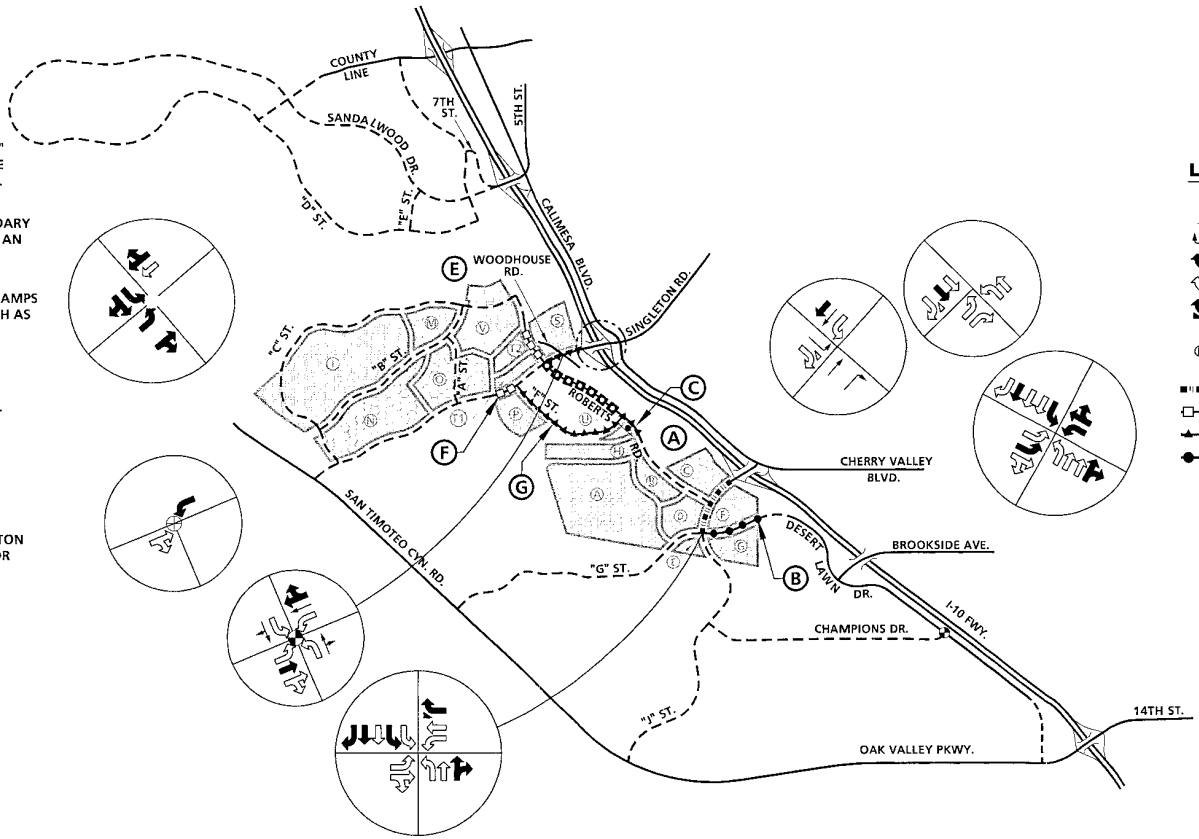 COUNTY
LINE
7TH
ST.
5TH ST.
SANDALWOOD DR.
"D" ST.
"E" ST.
DARY
AN
AMPS
H AS
TON
OR
L
CALIMESA BLVD.
E
WOODHOUSE
RD.
SINGLETON RD.
"C" ST.
M
V
S
I
"B" ST.
"A" ST.
O
T2
N
T1
P
"F" ST.
ROBERTS RD.
U
C
A
F
G
H
C
A
B
D
F
G
E
CHERRY VALLEY
BLVD.
SAN TIMOTEO CYN. RD.
"G" ST.
B
DESERT LAWN DR.
BROOKSIDE AVE.
I-10 FWY.
CHAMPIONS DR.
"J" ST.
14TH ST.
OAK VALLEY PKWY.